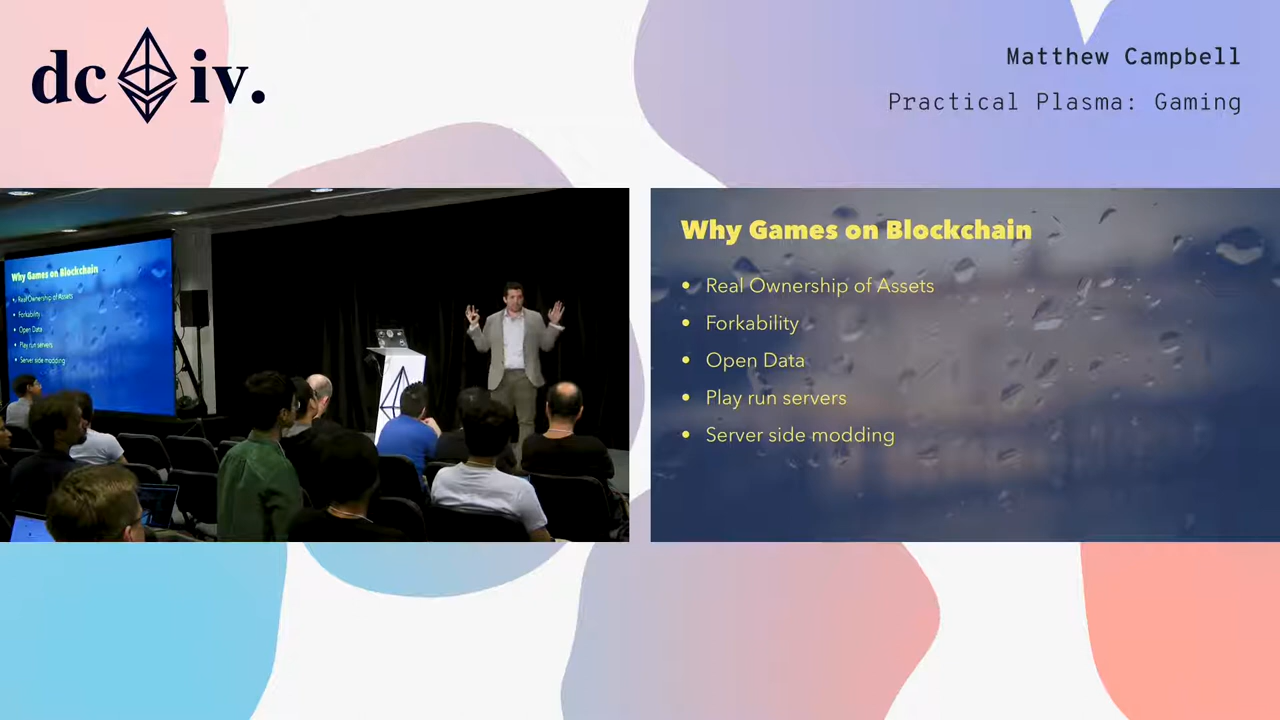 dc iv.
Matthew Campbell
Practical Plasma: Gaming
Why Games on Blockchain
• Real Ownership of Assets
• Forkability
• Open Data
• Play run servers
• Server side modding
Why Games on Blockchain
• Real Ownership of Assets
• Forkability
• Open Data
• Play run servers
• Server side modding